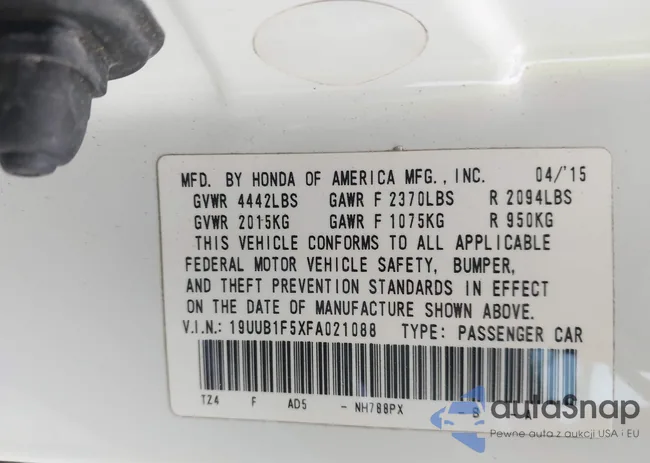 MFD. BY HONDA OF AMERICA MFG., INC. 04/'15
GVWR 4442LBS GAWR F 2370LBS R 2094LBS
GVWR 2015KG GAWR F 1075KG R 950KG
THIS VEHICLE CONFORMS TO ALL APPLICABLE
FEDERAL MOTOR VEHICLE SAFETY, BUMPER,
AND THEFT PREVENTION STANDARDS IN EFFECT
ON THE DATE OF MANUFACTURE SHOWN ABOVE.
V.I.N.: 19UUB1F5XFA021088 TYPE: PASSENGER CAR
TZ4 F AD5 - NH788PX - B A
autaSnap
Pewne auta z aukcji USA i EU